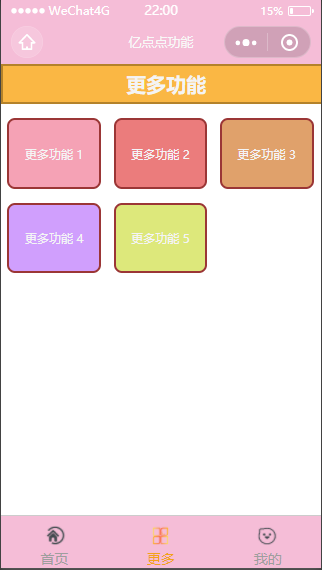 WeChat4G 22:00 15%
亿点点功能
更多功能
更多功能 1 更多功能 2 更多功能 3
更多功能 4 更多功能 5
首页 更多 我的